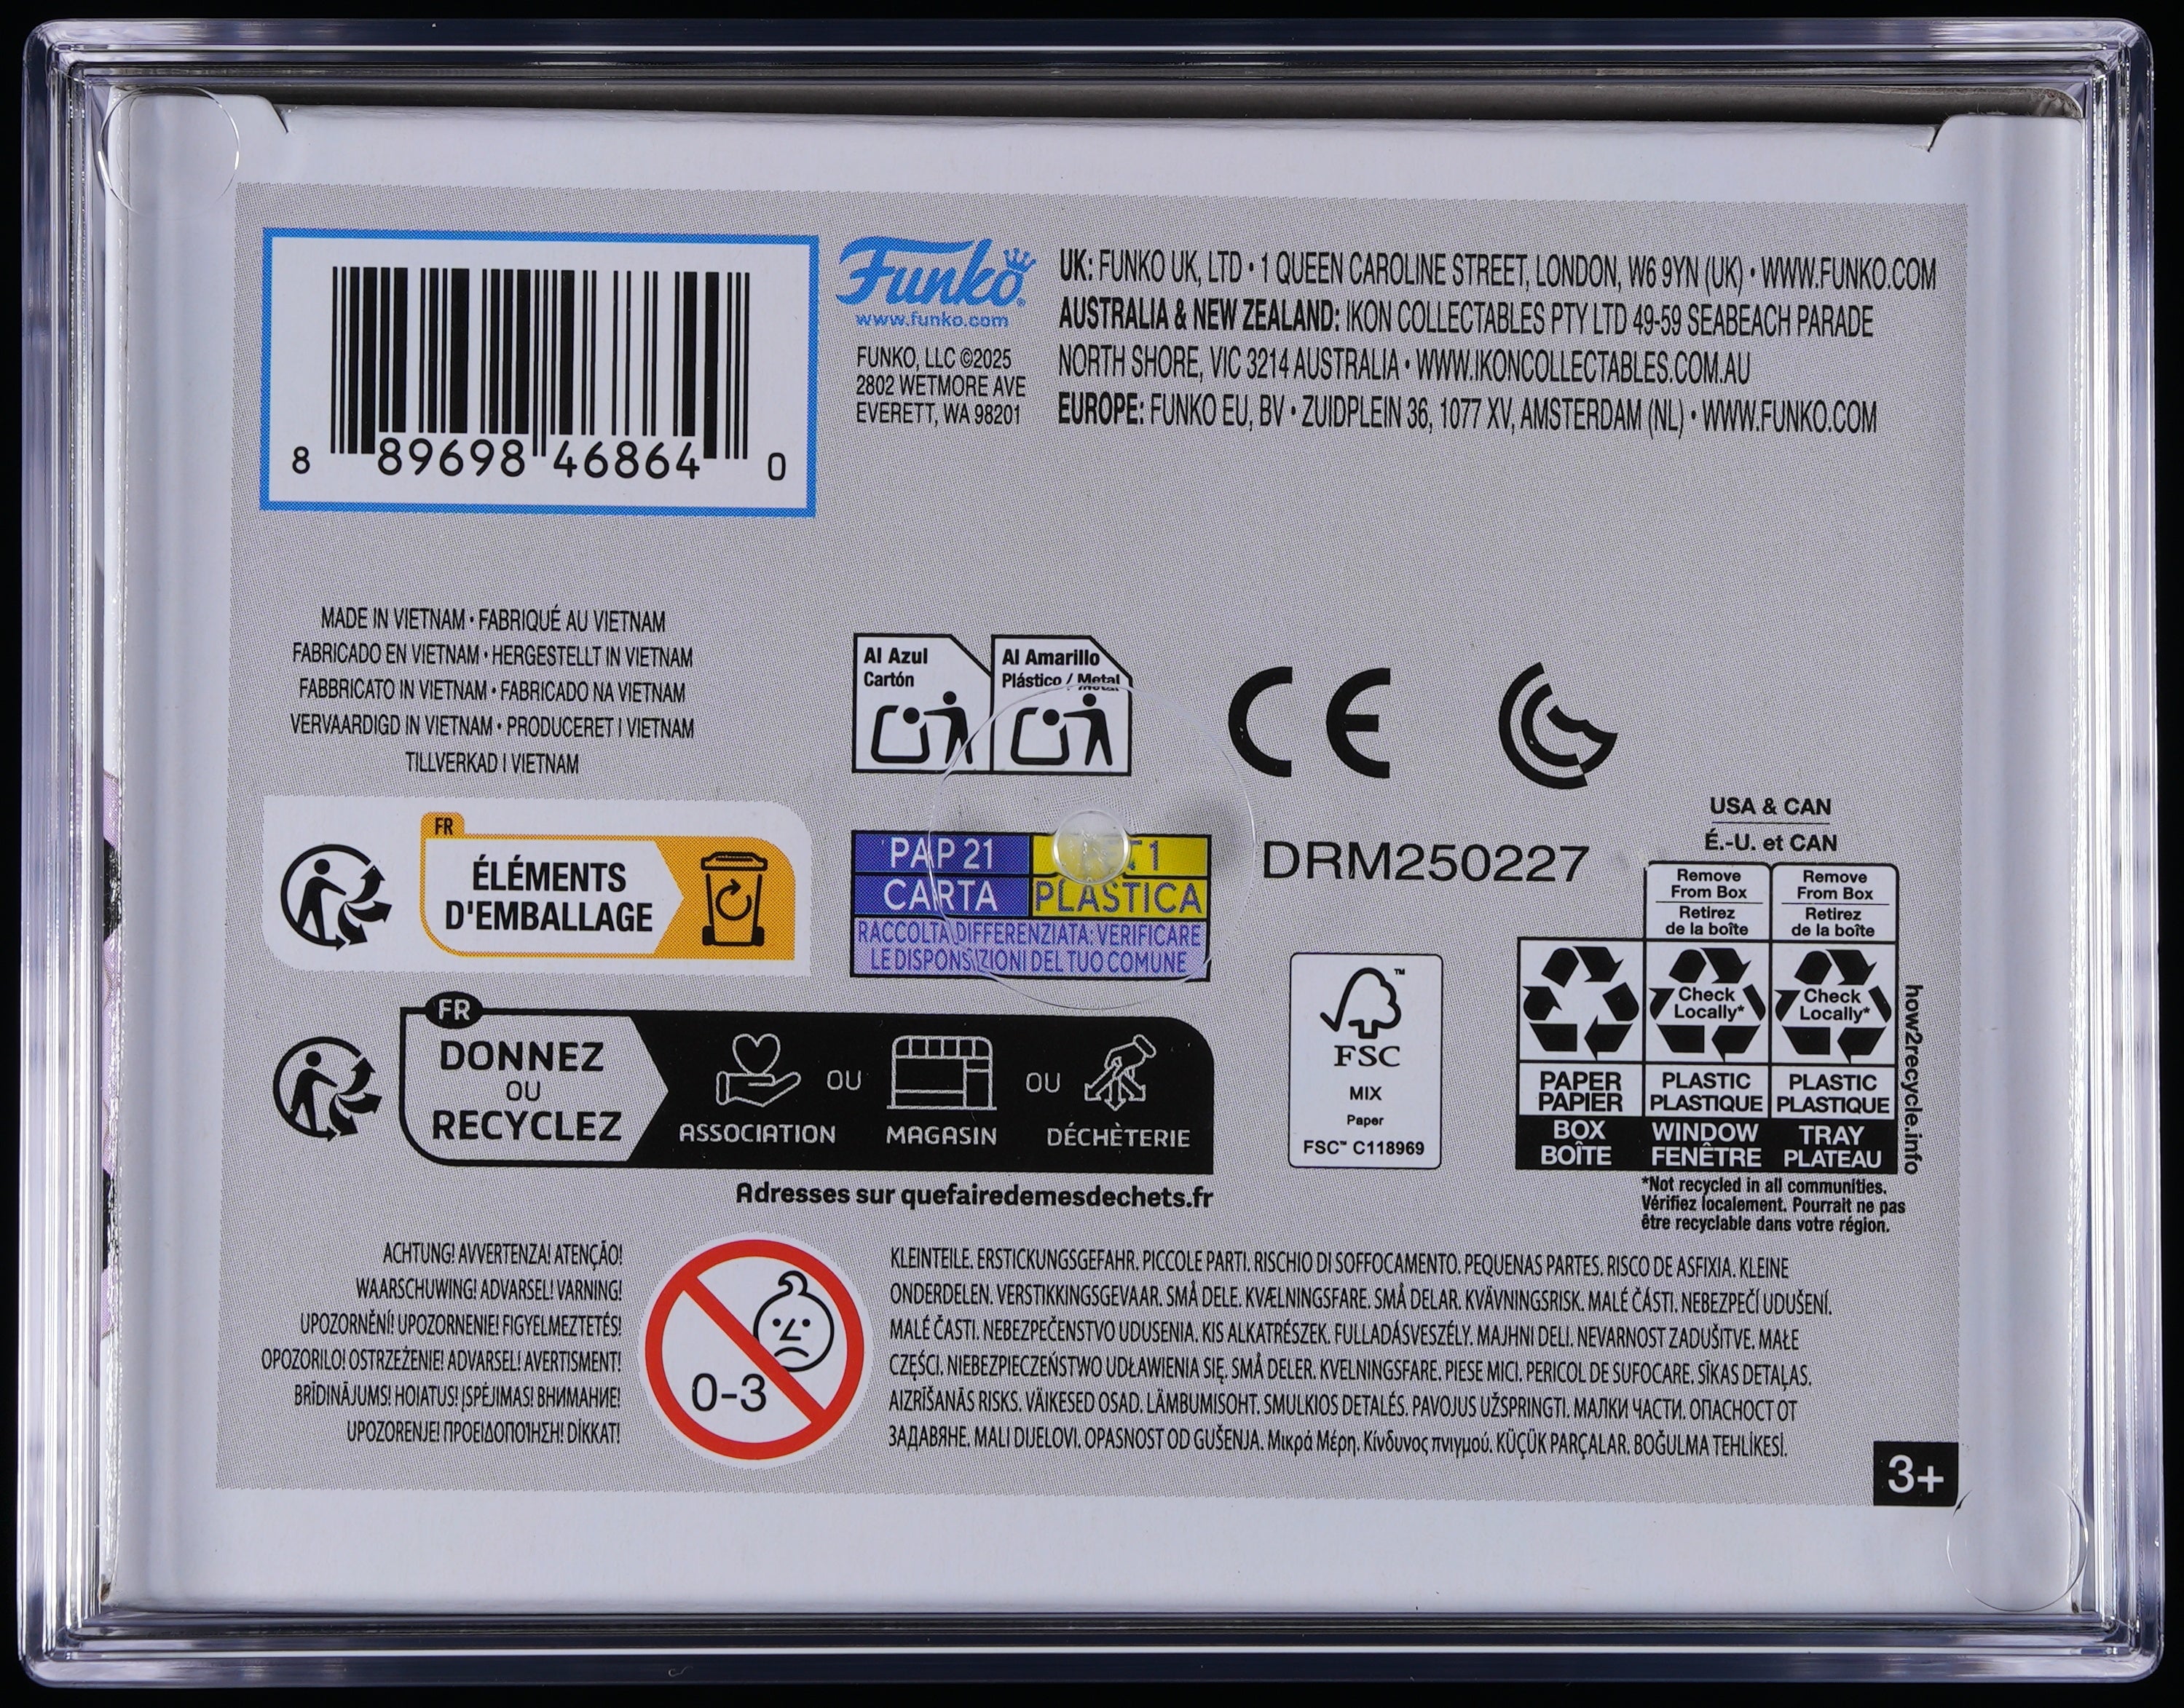 8 89698 46864 0
Funko
www.funko.com
FUNKO, LLC ©2025
2802 WETMORE AVE
EVERETT, WA 98201
UK: FUNKO UK, LTD • 1 QUEEN CAROLINE STREET, LONDON, W6 9YN (UK) • WWW.FUNKO.COM
AUSTRALIA & NEW ZEALAND: IKON COLLECTABLES PTY LTD 49-59 SEABEACH PARADE
NORTH SHORE, VIC 3214 AUSTRALIA • WWW.IKONCOLLECTABLES.COM.AU
EUROPE: FUNKO EU, BV • ZUIDPLEIN 36, 1077 XV, AMSTERDAM (NL) • WWW.FUNKO.COM
MADE IN VIETNAM • FABRIQUÉ AU VIETNAM
FABRICADO EN VIETNAM • HERGESTELLT IN VIETNAM
FABBRICATO IN VIETNAM • FABRICADO NA VIETNAM
VERVAARDIGD IN VIETNAM • PRODUCERET I VIETNAM
TILLVERKAD I VIETNAM
Al Azul
Cartón
Al Amarillo
Plástico / Metal
CE
FR
ÉLÉMENTS
D'EMBALLAGE
PAP 21
1
CARTA
PLASTICA
RACCOLTA DIFFERENZIATA: VERIFICARE
LE DISPONSIZIONI DEL TUO COMUNE
DRM250227
USA & CAN
É.-U. et CAN
Remove
From Box
Retirez
de la boîte
Remove
From Box
Retirez
de la boîte
Check
Locally*
Check
Locally*
PAPER
PAPIER
PLASTIC
PLASTIQUE
PLASTIC
PLASTIQUE
BOX
BOÎTE
WINDOW
FENÊTRE
TRAY
PLATEAU
how2recycle.info
*Not recycled in all communities.
Vérifiez localement. Pourrait ne pas
être recyclable dans votre région.
FSC™
MIX
Paper
FSC™ C118969
FR
DONNEZ
OU
RECYCLEZ
ASSOCIATION
OU
MAGASIN
OU
DÉCHÈTERIE
Adresses sur quefairedemesdechets.fr
ACHTUNG! AVVERTENZA! ATENÇÃO!
WAARSCHUWING! ADVARSEL! VARNING!
UPOZORNĚNÍ! UPOZORNENIE! FIGYELMEZTETÉS!
OPOZORILO! OSTRZEŻENIE! ADVARSEL! AVERTISMENT!
BRĪDINĀJUMS! HOIATUS! ĮSPĖJIMAS! ВНИМАНИЕ!
UPOZORENJE! ΠΡΟΕΙΔΟΠΟΊΗΣΗ! DİKKAT!
0-3
KLEINTEILE. ERSTICKUNGSGEFAHR. PICCOLE PARTI. RISCHIO DI SOFFOCAMENTO. PEQUENAS PARTES. RISCO DE ASFIXIA. KLEINE
ONDERDELEN. VERSTIKKINGSGEVAAR. SMÅ DELE. KVÆLNINGSFARE. SMÅ DELAR. KVÄVNINGSRISK. MALÉ ČÁSTI. NEBEZPEČÍ UDUŠENÍ.
MALÉ ČASTI. NEBEZPEČENSTVO UDUSENIA. KIS ALKATRÉSZEK. FULLADÁSVESZÉLY. MAJHNI DELI. NEVARNOST ZADUŠITVE. MAŁE
CZĘŚCI. NIEBEZPIECZEŃSTWO UDŁAWIENIA SIĘ. SMÅ DELER. KVELNINGSFARE. PIESE MICI. PERICOL DE SUFOCARE. SĪKAS DETAĻAS.
AIZRĪŠANĀS RISKS. VÄIKESED OSAD. LÄMBUMISOHT. SMULKIOS DETALĖS. PAVOJUS UŽSPRINGTI. МАЛКИ ЧАСТИ. ОПАСНОСТ ОТ
ЗАДАВЯНЕ. MALI DIJELOVI. OPASNOST OD GUŠENJA. Μικρά Μέρη. Κίνδυνος πνιγμού. KÜÇÜK PARÇALAR. BOĞULMA TEHLİKESİ.
3+